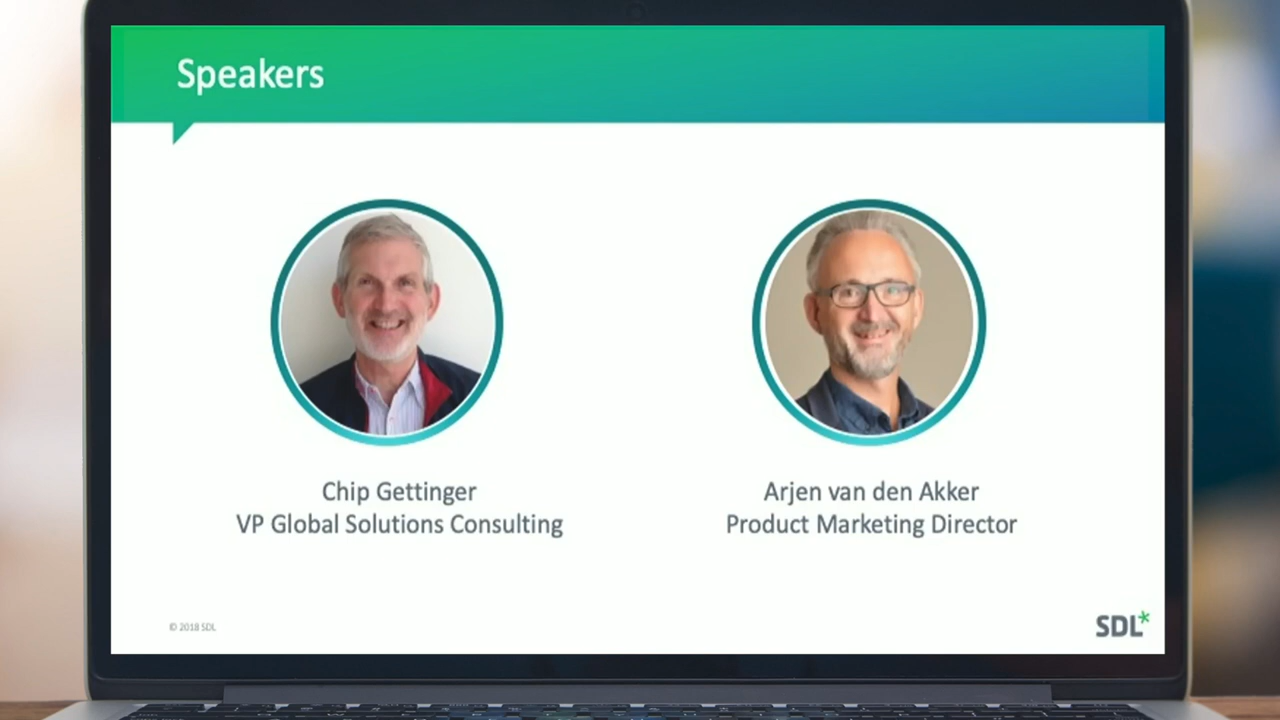 Speakers
Chip Gettinger
VP Global Solutions Consulting
Arjen van den Akker
Product Marketing Director
© 2018 SDL
SDL*